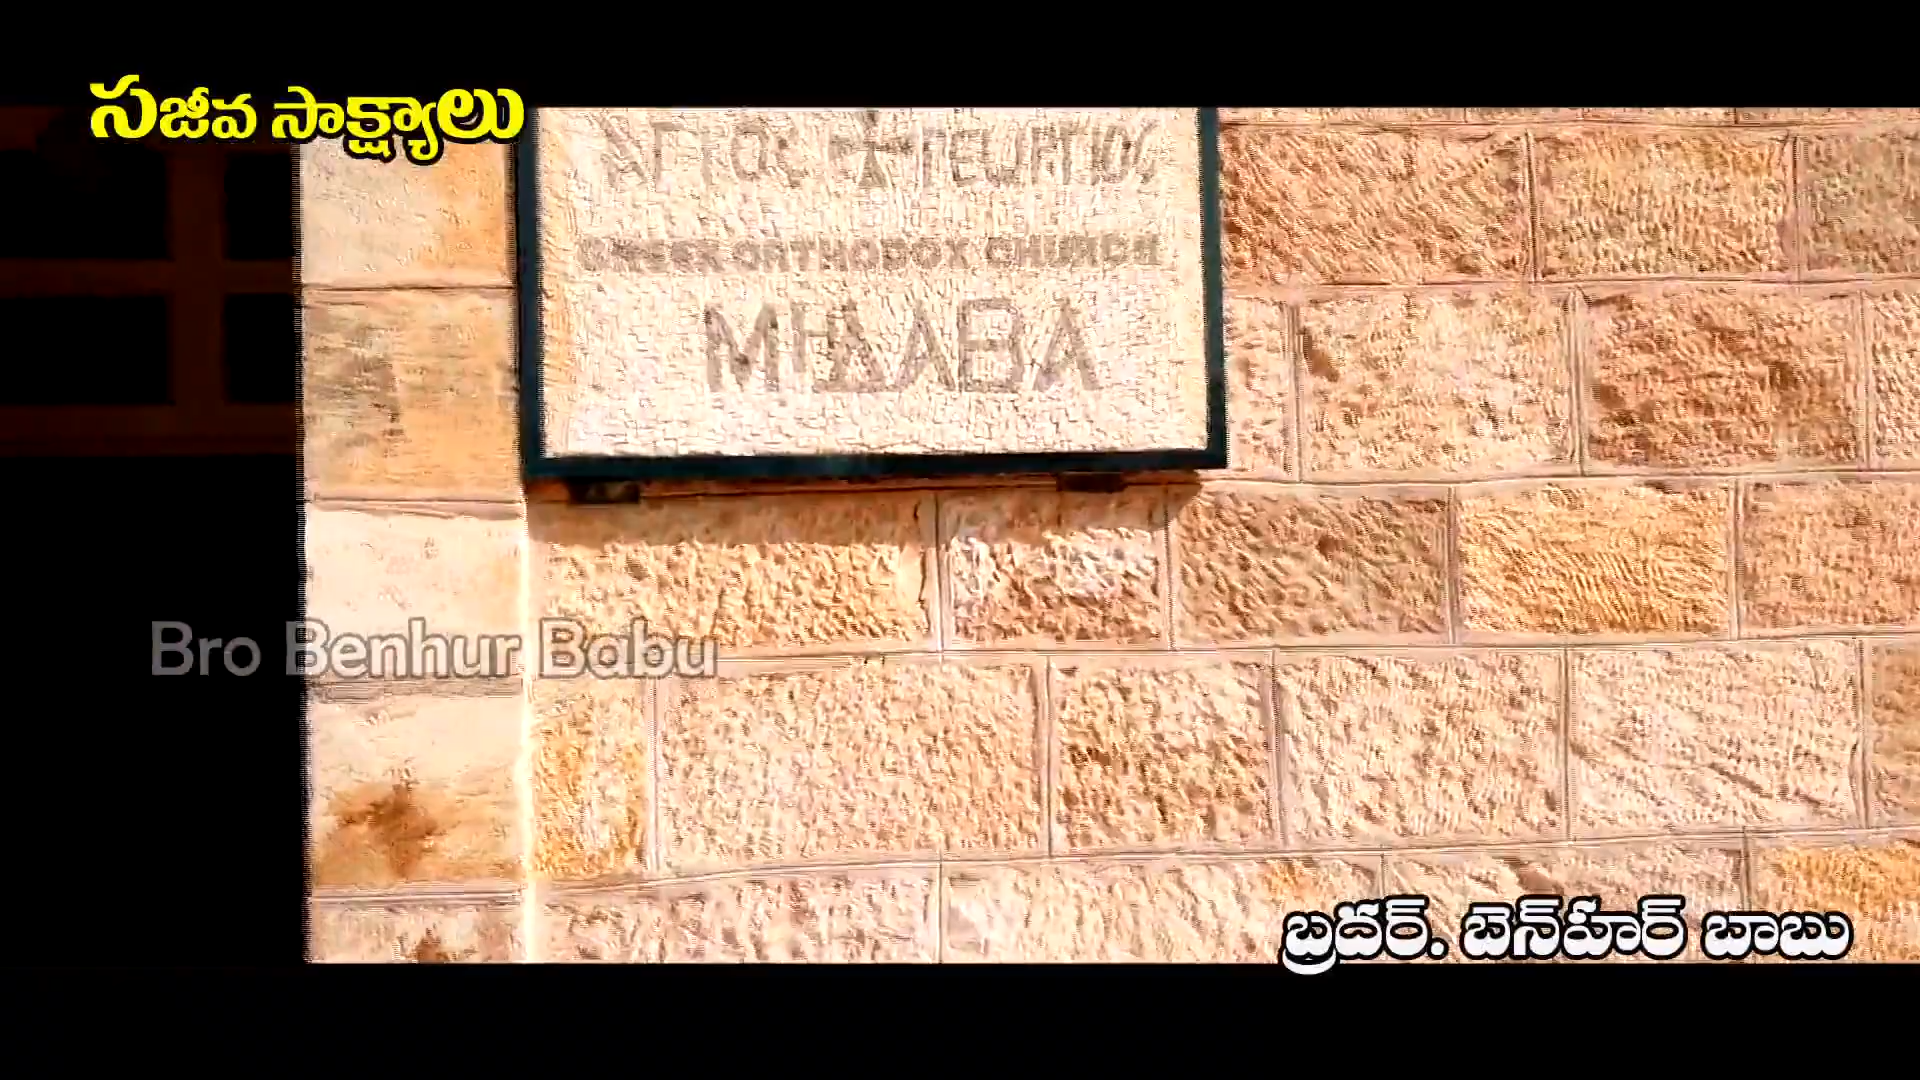 సజీవ సాక్ష్యాలు
ΑΓΙΟΣ ΓΕΩΡΓΙΟΣ
GREEK ORTHODOX CHURCH
ΜΗΔΑΒΑ
Bro Benhur Babu
బ్రదర్. బెన్‌హర్ బాబు